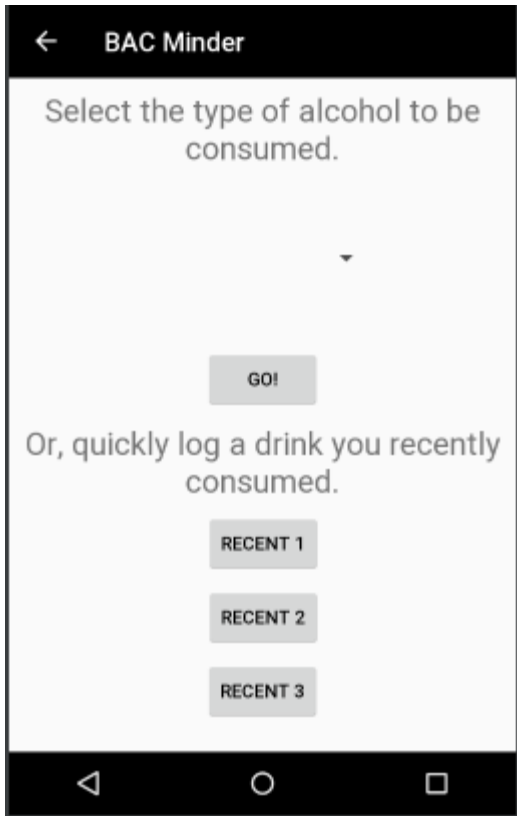 BAC Minder
Select the type of alcohol to be
consumed.
GO!
Or, quickly log a drink you recently
consumed.
RECENT 1
RECENT 2
RECENT 3